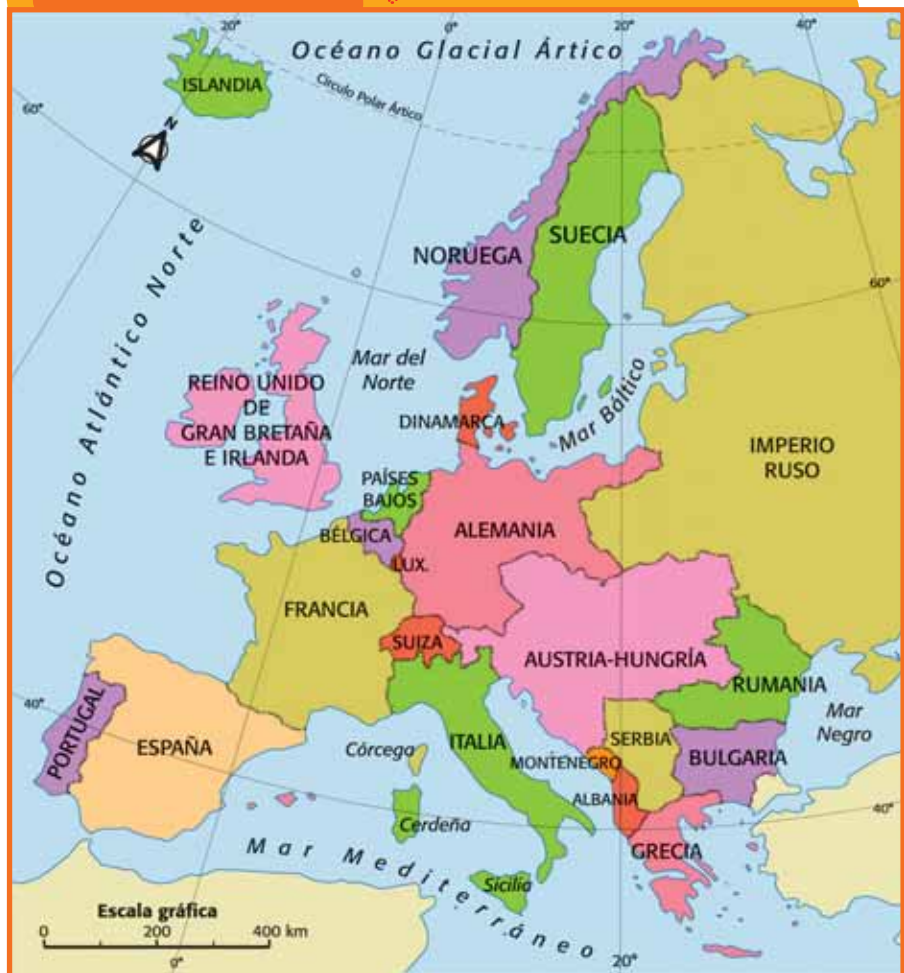 20°
0°
20°
40°
Océano Glacial Ártico
ISLANDIA
Círculo Polar Ártico
60°
N
Océano Atlántico Norte
NORUEGA
SUECIA
60°
Mar del
Norte
REINO UNIDO
DE
GRAN BRETAÑA
E IRLANDA
DINAMARCA
Mar Báltico
IMPERIO
RUSO
PAÍSES
BAJOS
BÉLGICA
LUX.
ALEMANIA
FRANCIA
SUIZA
AUSTRIA-HUNGRÍA
RUMANIA
Mar
Negro
40°
PORTUGAL
ESPAÑA
Córcega
ITALIA
SERBIA
MONTENEGRO
BULGARIA
ALBANIA
40°
Cerdeña
GRECIA
Mar Mediterráneo
Sicilia
Escala gráfica
0 200 400 km
0°
20°